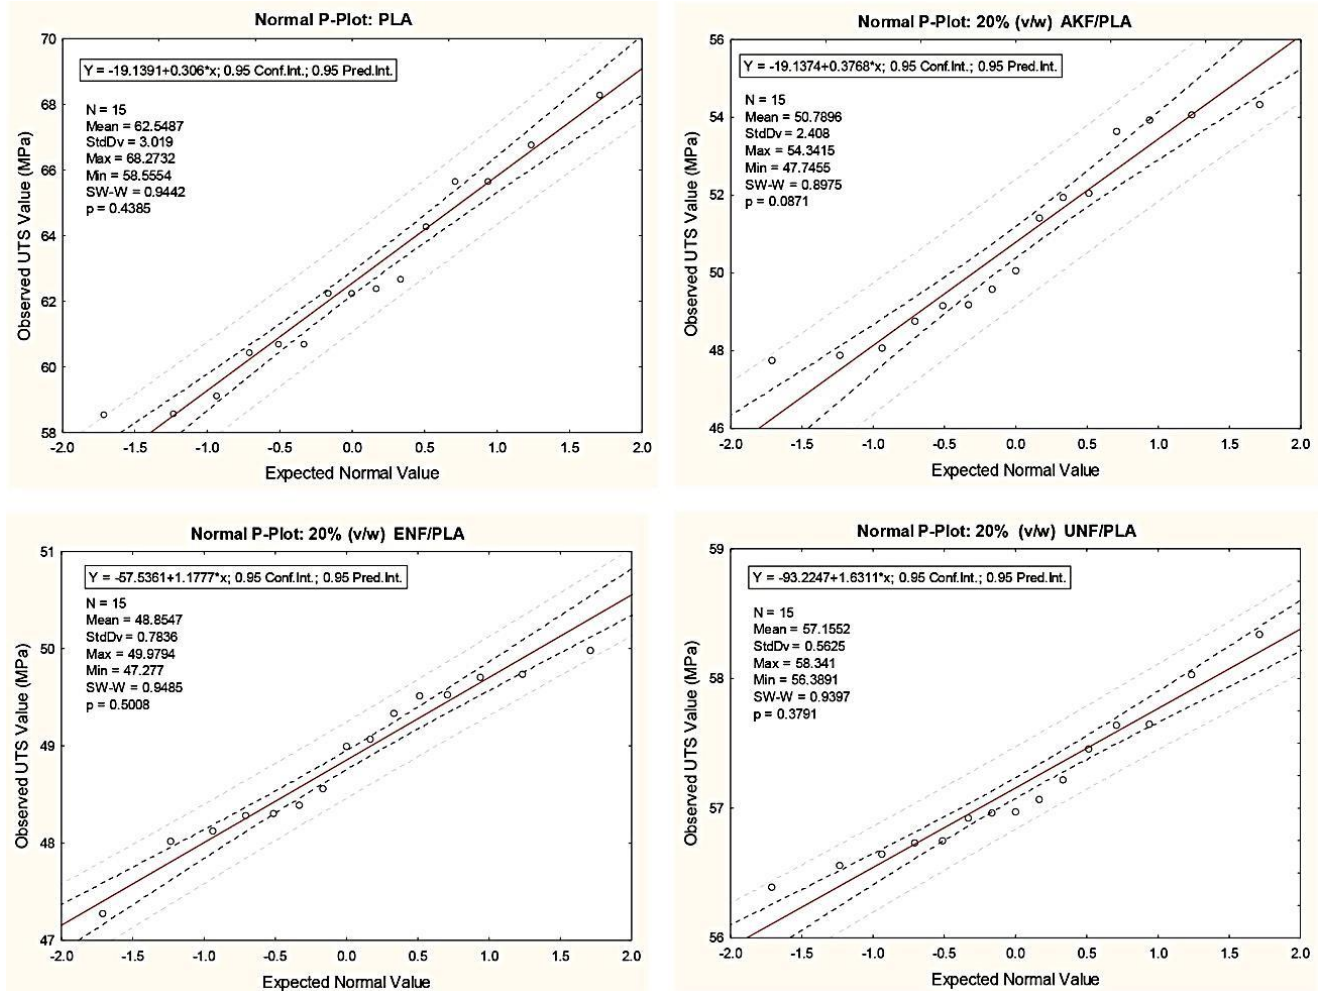 Normal P-Plot: PLA
Y = -19.1391+0.306*x; 0.95 Conf.Int.; 0.95 Pred.Int.
N = 15
Mean = 62.5487
StdDv = 3.019
Max = 68.2732
Min = 58.5554
SW-W = 0.9442
p = 0.4385
Observed UTS Value (MPa)
70
68
66
64
62
60
58
-2.0 -1.5 -1.0 -0.5 0.0 0.5 1.0 1.5 2.0
Expected Normal Value
Normal P-Plot: 20% (v/w) AKF/PLA
Y = -19.1374+0.3768*x; 0.95 Conf.Int.; 0.95 Pred.Int.
N = 15
Mean = 50.7896
StdDv = 2.408
Max = 54.3415
Min = 47.7455
SW-W = 0.8975
p = 0.0871
Observed UTS Value (MPa)
56
54
52
50
48
46
-2.0 -1.5 -1.0 -0.5 0.0 0.5 1.0 1.5 2.0
Expected Normal Value
Normal P-Plot: 20% (v/w) ENF/PLA
Y = -57.5361+1.1777*x; 0.95 Conf.Int.; 0.95 Pred.Int.
N = 15
Mean = 48.8547
StdDv = 0.7836
Max = 49.9794
Min = 47.277
SW-W = 0.9485
p = 0.5008
Observed UTS Value (MPa)
51
50
49
48
47
-2.0 -1.5 -1.0 -0.5 0.0 0.5 1.0 1.5 2.0
Expected Normal Value
Normal P-Plot: 20% (v/w) UNF/PLA
Y = -93.2247+1.6311*x; 0.95 Conf.Int.; 0.95 Pred.Int.
N = 15
Mean = 57.1552
StdDv = 0.5625
Max = 58.341
Min = 56.3891
SW-W = 0.9397
p = 0.3791
Observed UTS Value (MPa)
59
58
57
56
-2.0 -1.5 -1.0 -0.5 0.0 0.5 1.0 1.5 2.0
Expected Normal Value